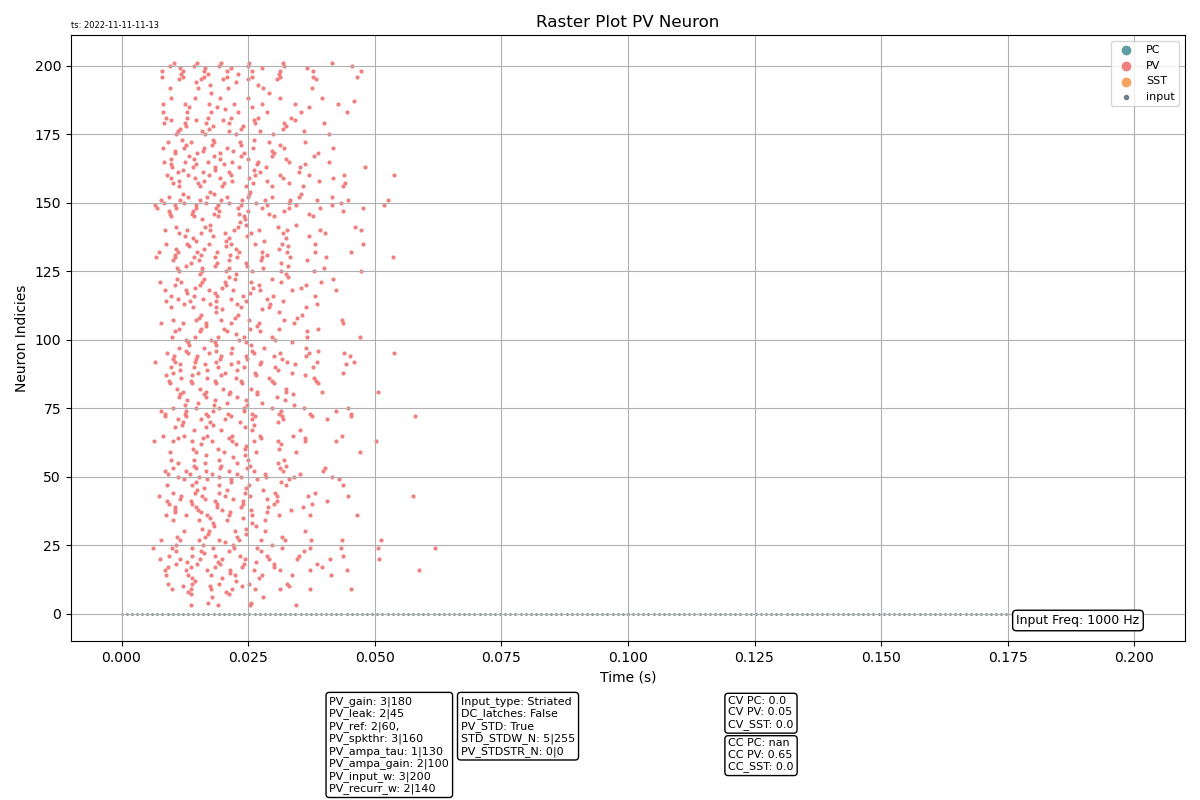 ts: 2022-11-11-11-13
Raster Plot PV Neuron
PC
PV
SST
input
Neuron Indicies
200
175
150
125
100
75
50
25
0
Input Freq: 1000 Hz
0.000 0.025 0.050 0.075 0.100 0.125 0.150 0.175 0.200
Time (s)
PV_gain: 3|180
PV_leak: 2|45
PV_ref: 2|60,
PV_spkthr: 3|160
PV_ampa_tau: 1|130
PV_ampa_gain: 2|100
PV_input_w: 3|200
PV_recurr_w: 2|140
Input_type: Striated
DC_latches: False
PV_STD: True
STD_STDW_N: 5|255
PV_STDSTR_N: 0|0
CV PC: 0.0
CV PV: 0.05
CV_SST: 0.0
CC PC: nan
CC PV: 0.65
CC_SST: 0.0